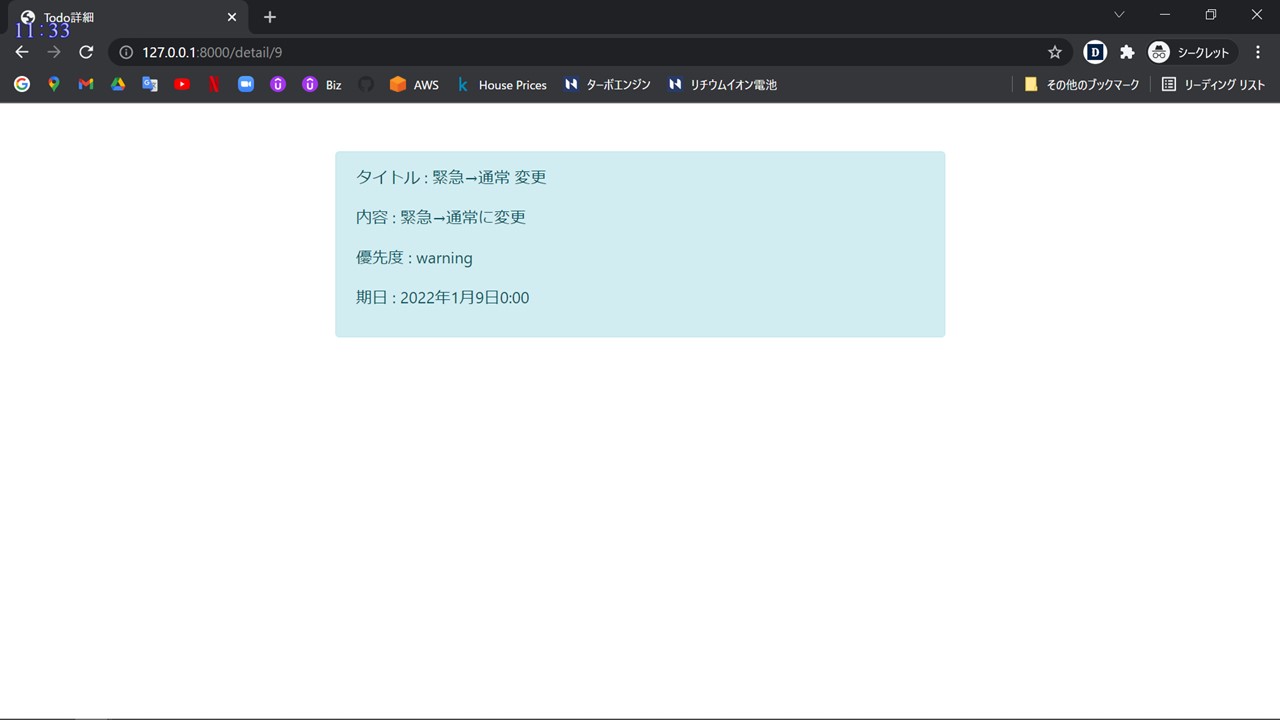 Todo詳細
11:33
127.0.0.1:8000/detail/9
シークレット
Biz
AWS
House Prices
ターボエンジン
リチウムイオン電池
その他のブックマーク
リーディング リスト
タイトル : 緊急→通常 変更
内容 : 緊急→通常に変更
優先度 : warning
期日 : 2022年1月9日0:00